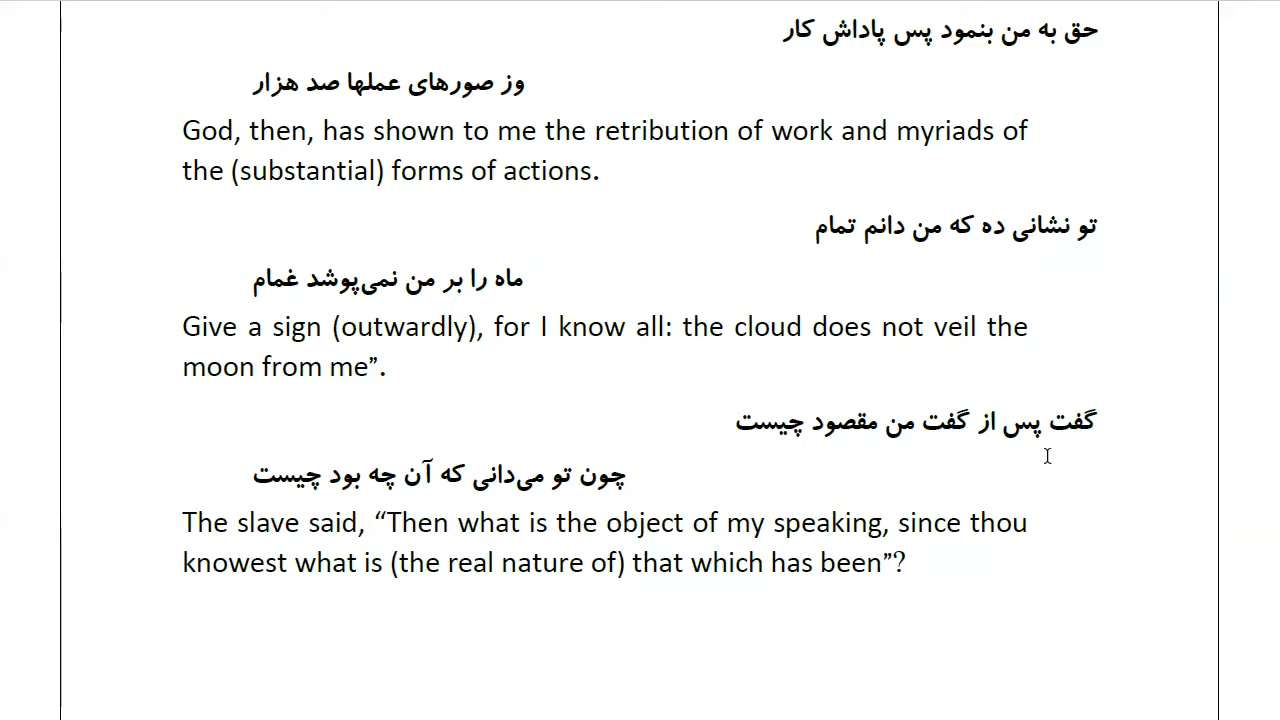 حق به من بنمود پس پاداش کار
وز صورهای عملها صد هزار
God, then, has shown to me the retribution of work and myriads of
the (substantial) forms of actions.
تو نشانی ده که من دانم تمام
ماه را بر من نمی‌پوشد غمام
Give a sign (outwardly), for I know all: the cloud does not veil the
moon from me”.
گفت پس از گفت من مقصود چیست
چون تو می‌دانی که آن چه بود چیست
The slave said, “Then what is the object of my speaking, since thou
knowest what is (the real nature of) that which has been”?